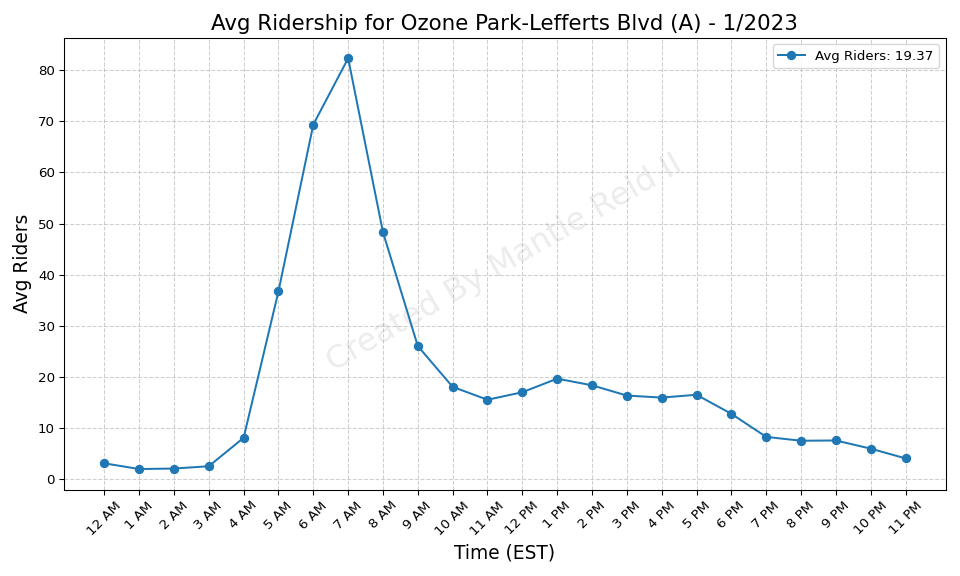 Avg Ridership for Ozone Park-Lefferts Blvd (A) - 1/2023
Avg Riders: 19.37
80
70
60
50
40
30
20
10
0
Avg Riders
Created By Mantie Reid II
12 AM
1 AM
2 AM
3 AM
4 AM
5 AM
6 AM
7 AM
8 AM
9 AM
10 AM
11 AM
12 PM
1 PM
2 PM
3 PM
4 PM
5 PM
6 PM
7 PM
8 PM
9 PM
10 PM
11 PM
Time (EST)